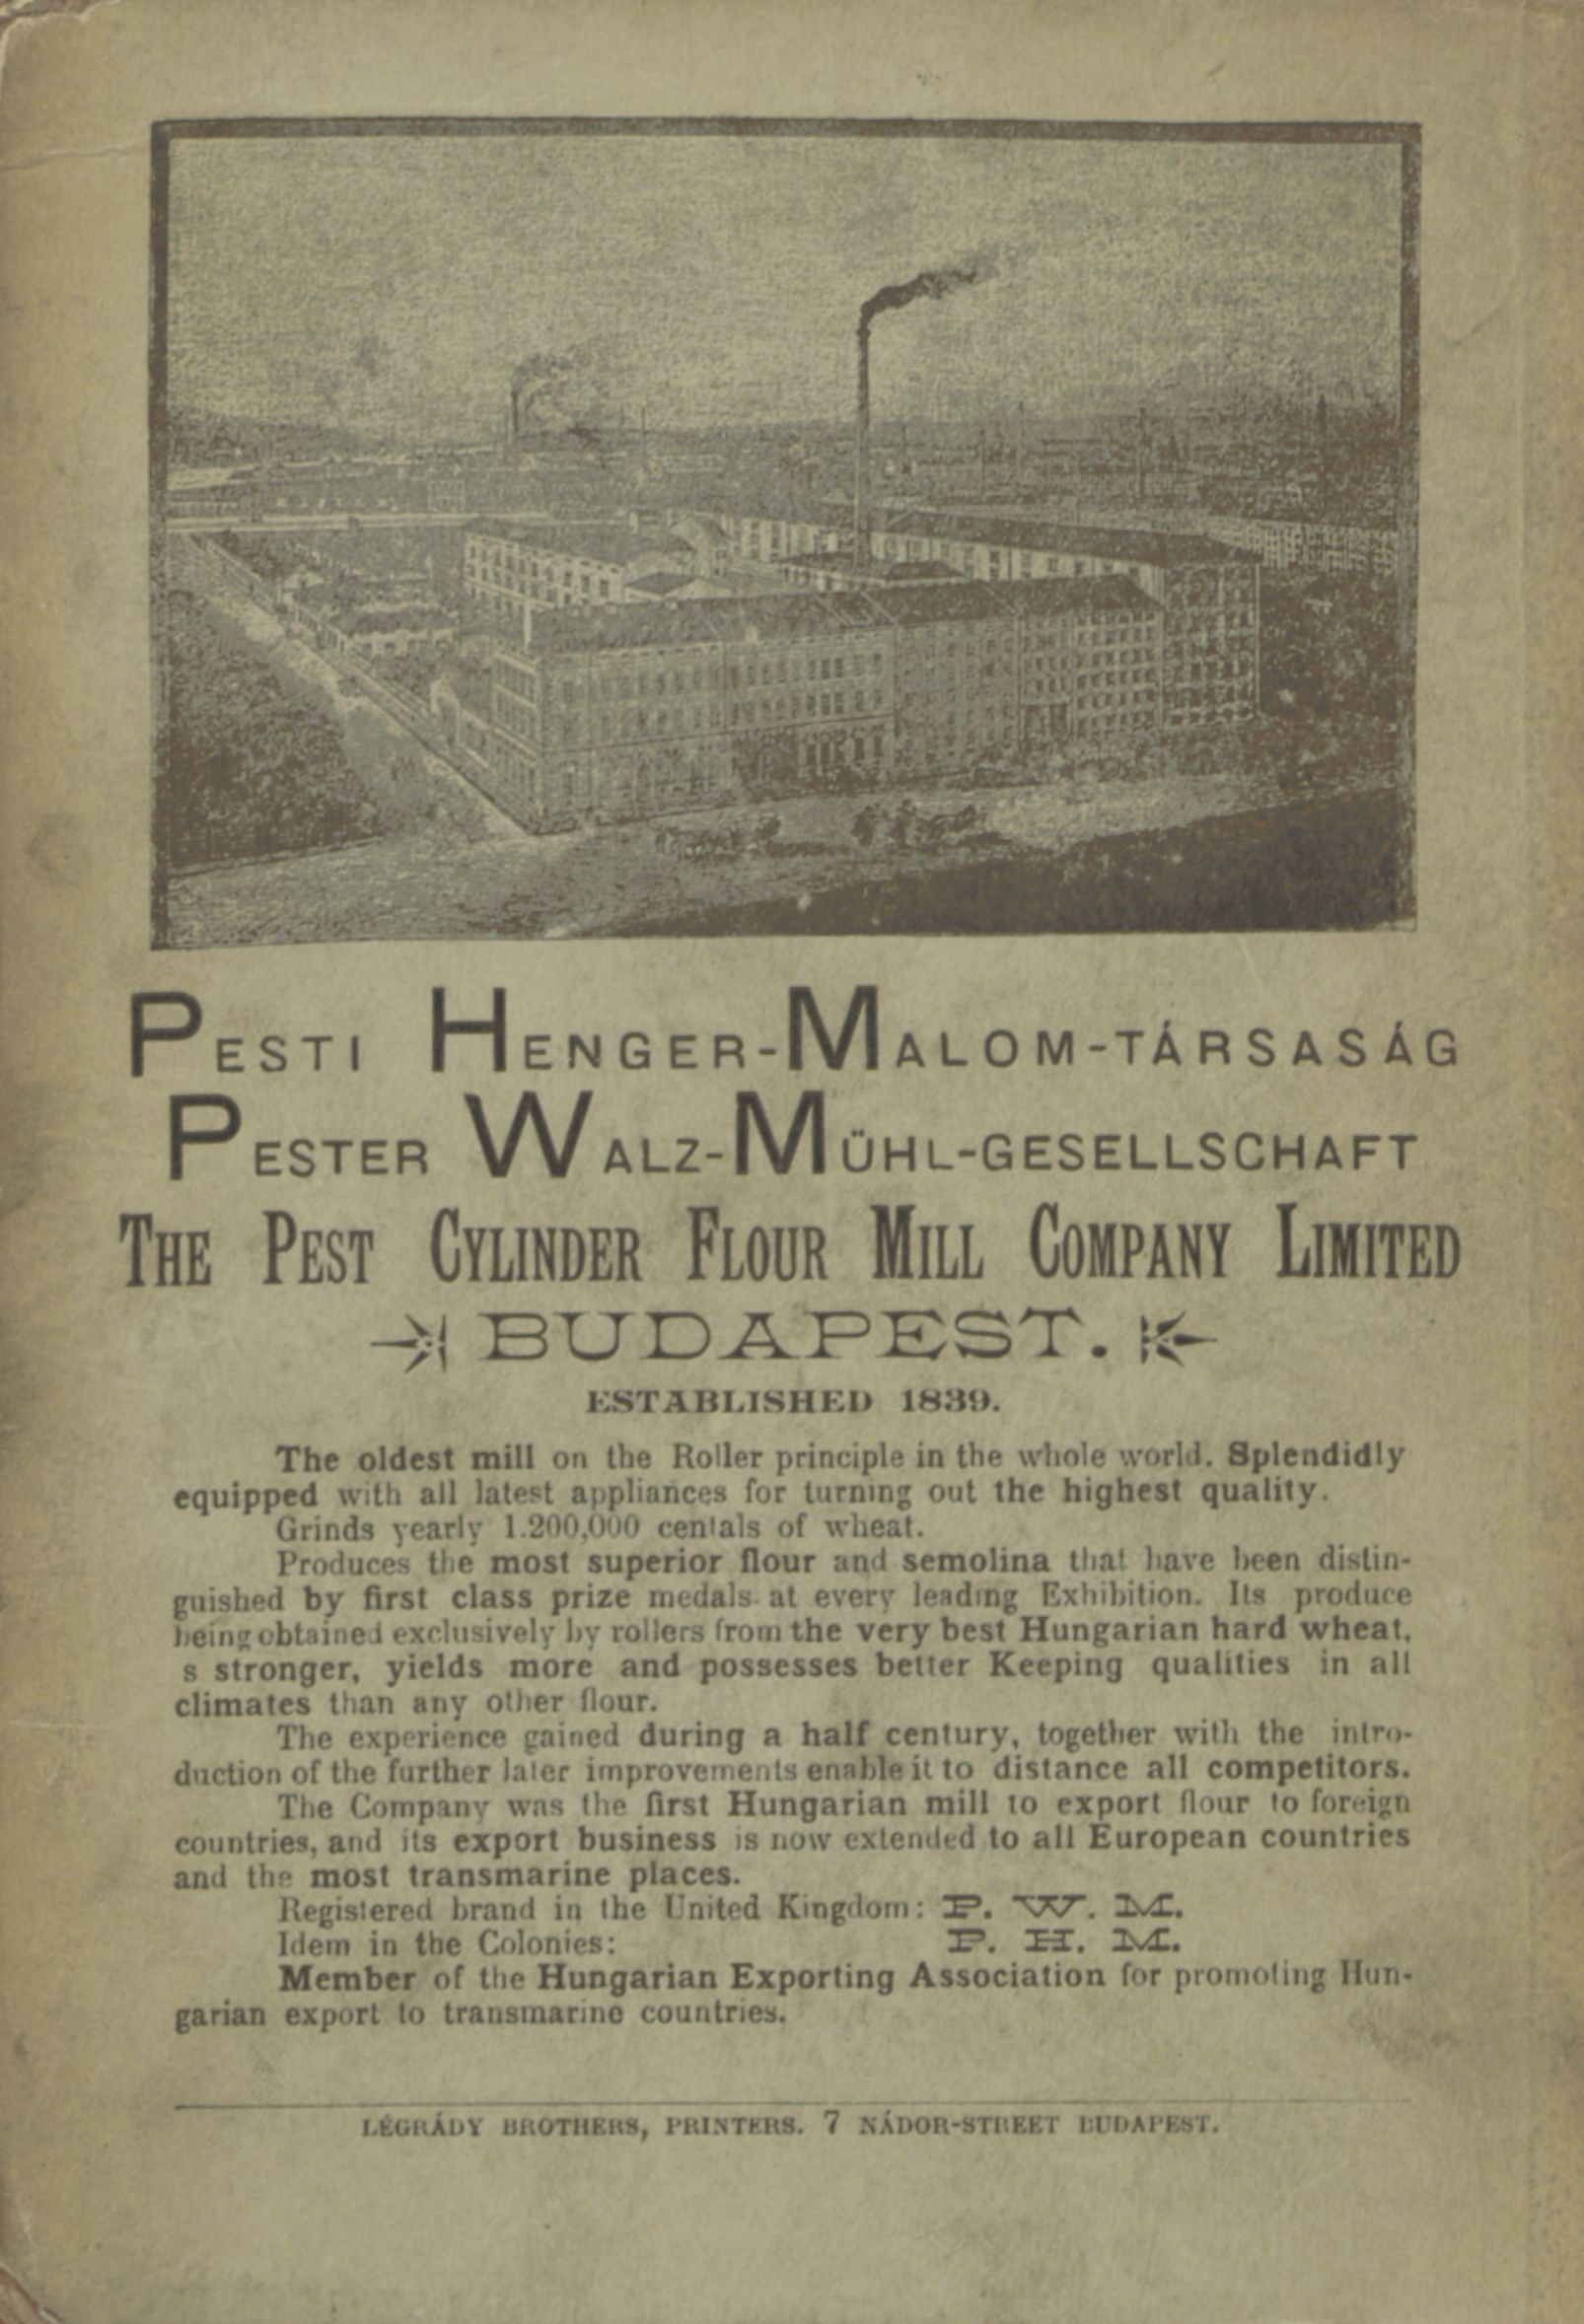 PESTI HENGER-MALOM-TÁRSASÁG
PESTER WALZ-MÜHL-GESELLSCHAFT
THE PEST CYLINDER FLOUR MILL COMPANY LIMITED
BUDAPEST.
ESTABLISHED 1839.
The oldest mill on the Roller principle in the whole world. Splendidly
equipped with all latest appliances for turning out the highest quality.
Grinds yearly 1.200,000 centals of wheat.
Produces the most superior flour and semolina that have been distin-
guished by first class prize medals at every leading Exhibition. Its produce
being obtained exclusively by rollers from the very best Hungarian hard wheat,
s stronger, yields more and possesses better Keeping qualities in all
climates than any other flour.
The experience gained during a half century, together with the intro-
duction of the further later improvements enable it to distance all competitors.
The Company was the first Hungarian mill to export flour to foreign
countries, and its export business is now extended to all European countries
and the most transmarine places.
Registered brand in the United Kingdom: P. W. M.
Idem in the Colonies: P. H. M.
Member of the Hungarian Exporting Association for promoting Hun-
garian export to transmarine countries.
LÉGRÁDY BROTHERS, PRINTERS. 7 NÁDOR-STREET BUDAPEST.